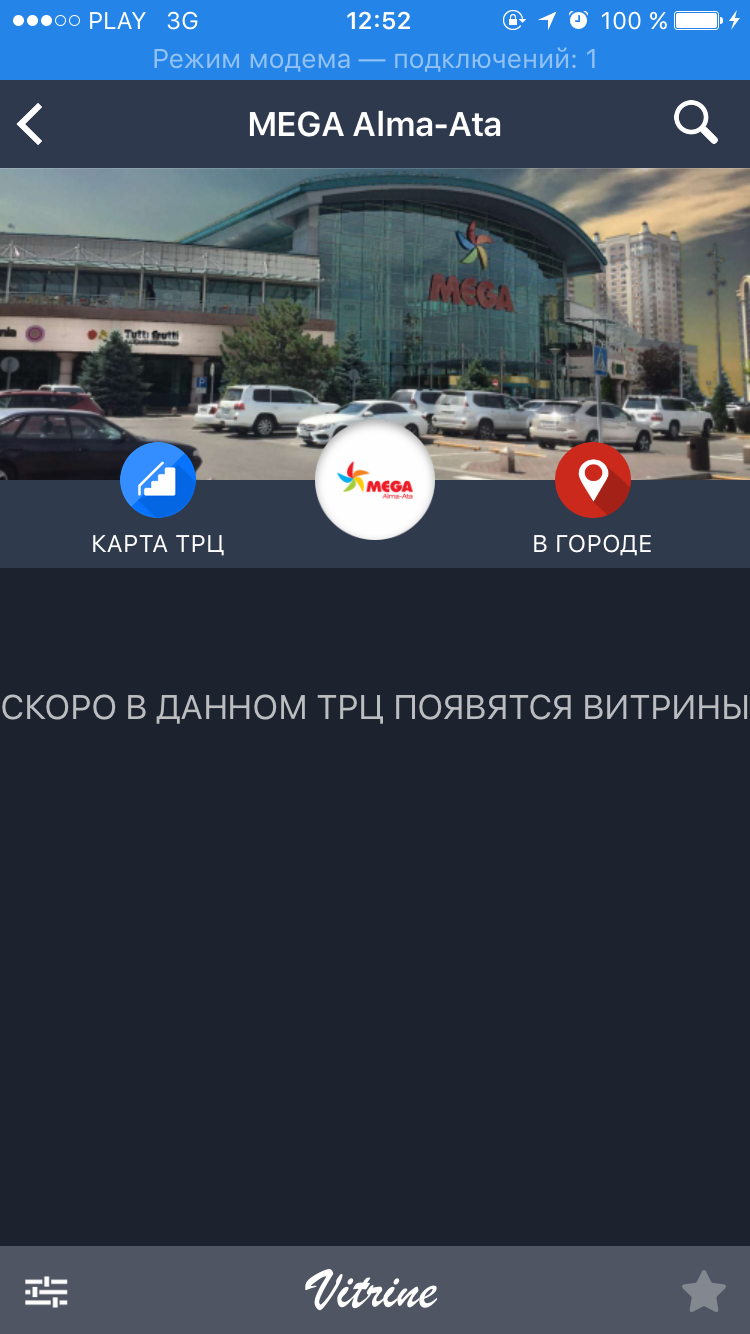 PLAY 3G 12:52 100 %
Режим модема — подключений: 1
MEGA Alma-Ata
MEGA
Tutti frutti
MEGA
Alma-Ata
КАРТА ТРЦ
В ГОРОДЕ
СКОРО В ДАННОМ ТРЦ ПОЯВЯТСЯ ВИТРИНЫ
Vitrine